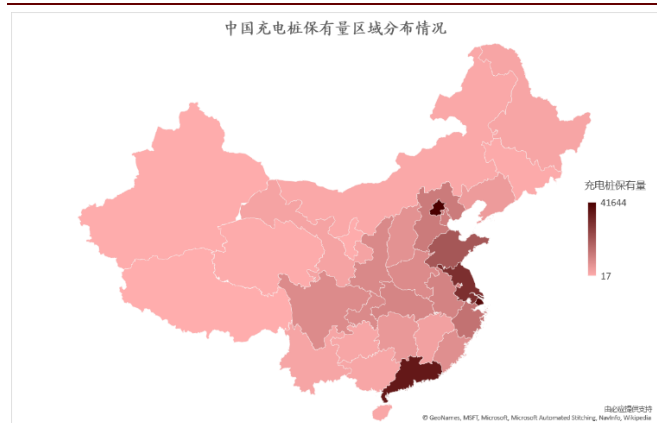 中国充电桩保有量区域分布情况
充电桩保有量
41644
17
由必应提供支持
© GeoNames, MSFT, Microsoft, Microsoft Automated Stitching, NavInfo, Wikipedia